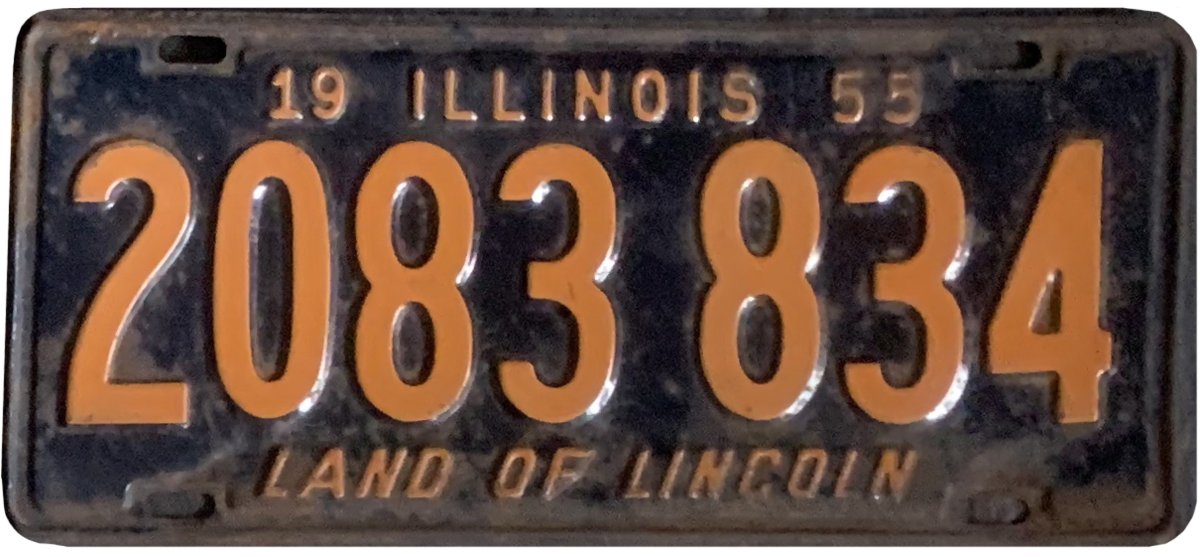 19 ILLINOIS 55
2083 834
LAND OF LINCOLN